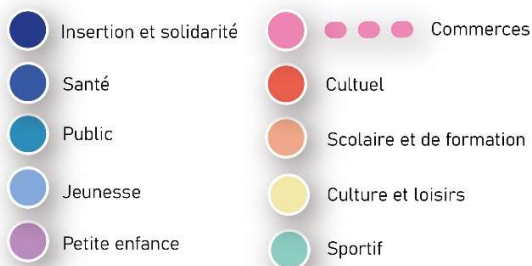 Insertion et solidarité
Santé
Public
Jeunesse
Petite enfance
Commerces
Cultuel
Scolaire et de formation
Culture et loisirs
Sportif